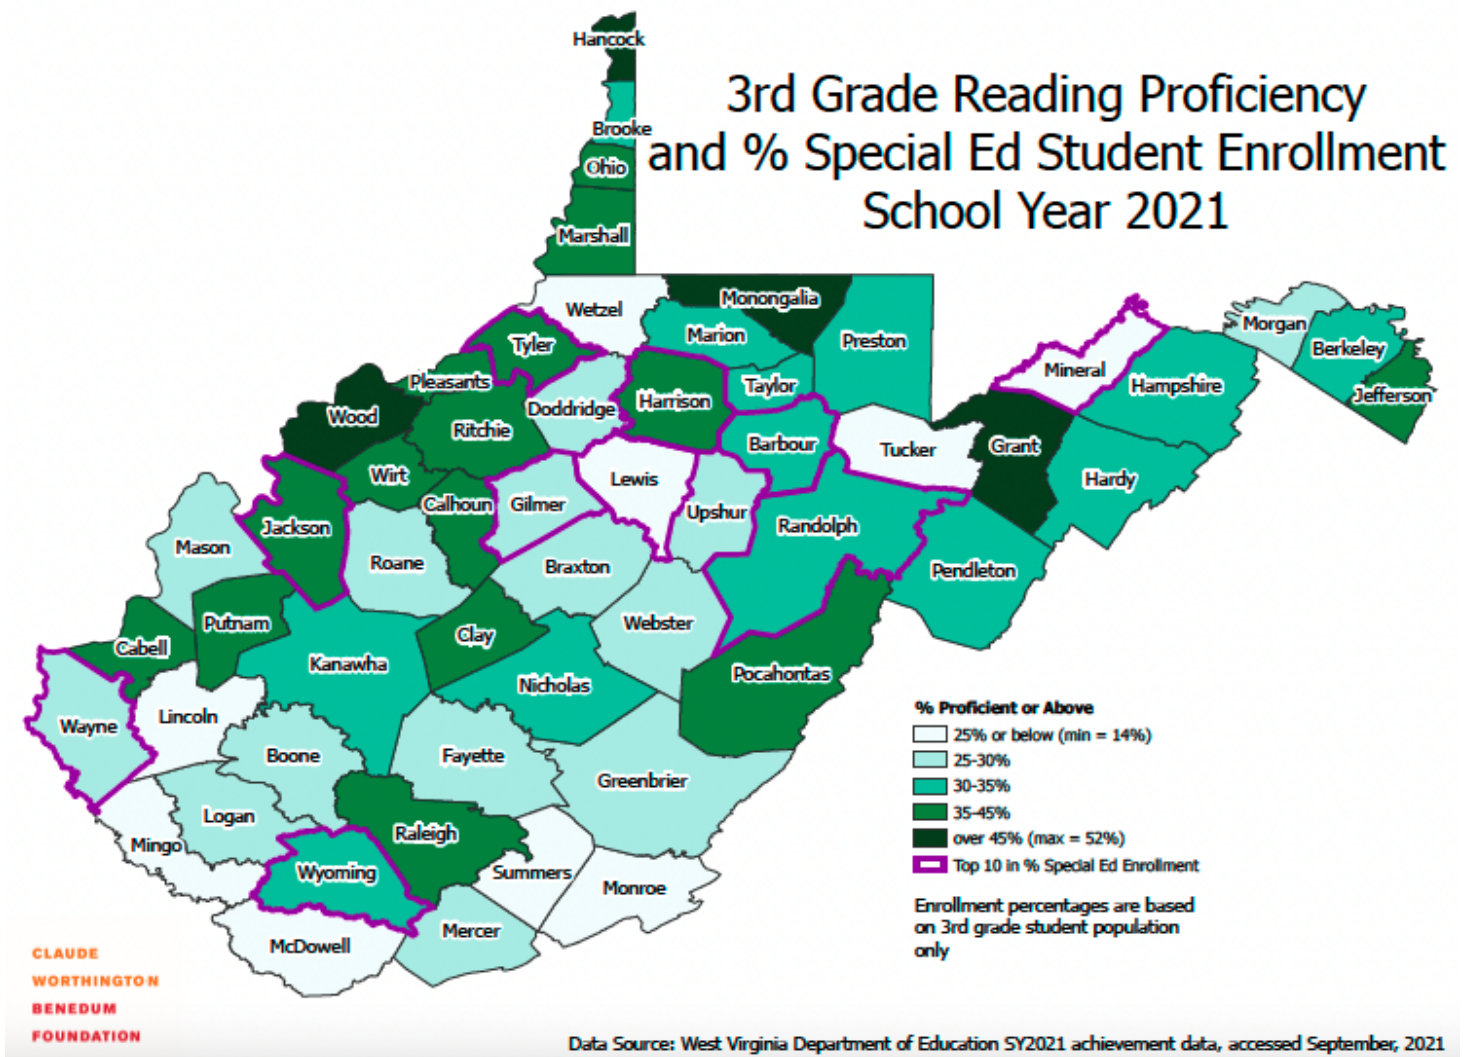 3rd Grade Reading Proficiency
and % Special Ed Student Enrollment
School Year 2021
Hancock
Brooke
Ohio
Marshall
Wetzel
Monongalia
Marion
Preston
Tyler
Pleasants
Doddridge
Harrison
Taylor
Mineral
Hampshire
Morgan
Berkeley
Jefferson
Wood
Ritchie
Barbour
Tucker
Grant
Hardy
Wirt
Calhoun
Gilmer
Lewis
Upshur
Randolph
Jackson
Mason
Roane
Braxton
Pendleton
Webster
Putnam
Cabell
Clay
Kanawha
Nicholas
Pocahontas
Wayne
Lincoln
Boone
Fayette
Greenbrier
Logan
Mingo
Raleigh
Wyoming
Summers
Monroe
Mercer
McDowell
% Proficient or Above
25% or below (min = 14%)
25-30%
30-35%
35-45%
over 45% (max = 52%)
Top 10 in % Special Ed Enrollment
Enrollment percentages are based
on 3rd grade student population
only
CLAUDE
WORTHINGTON
BENEDUM
FOUNDATION
Data Source: West Virginia Department of Education SY2021 achievement data, accessed September, 2021